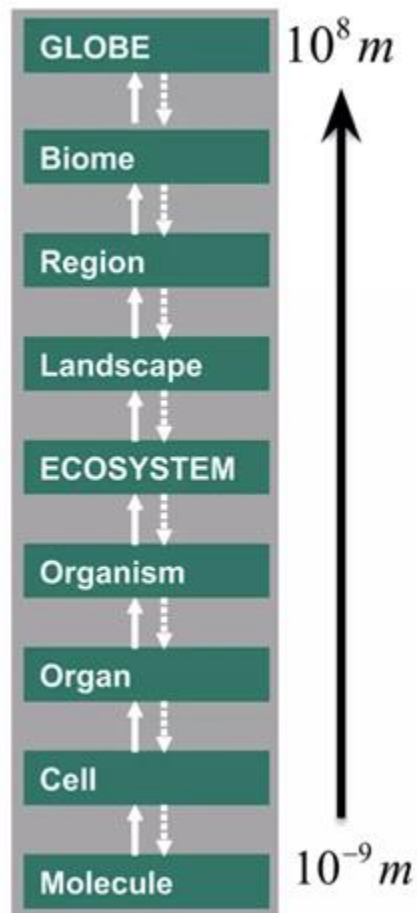 GLOBE 10⁸ m
Biome
Region
Landscape
ECOSYSTEM
Organism
Organ
Cell
Molecule 10⁻⁹ m